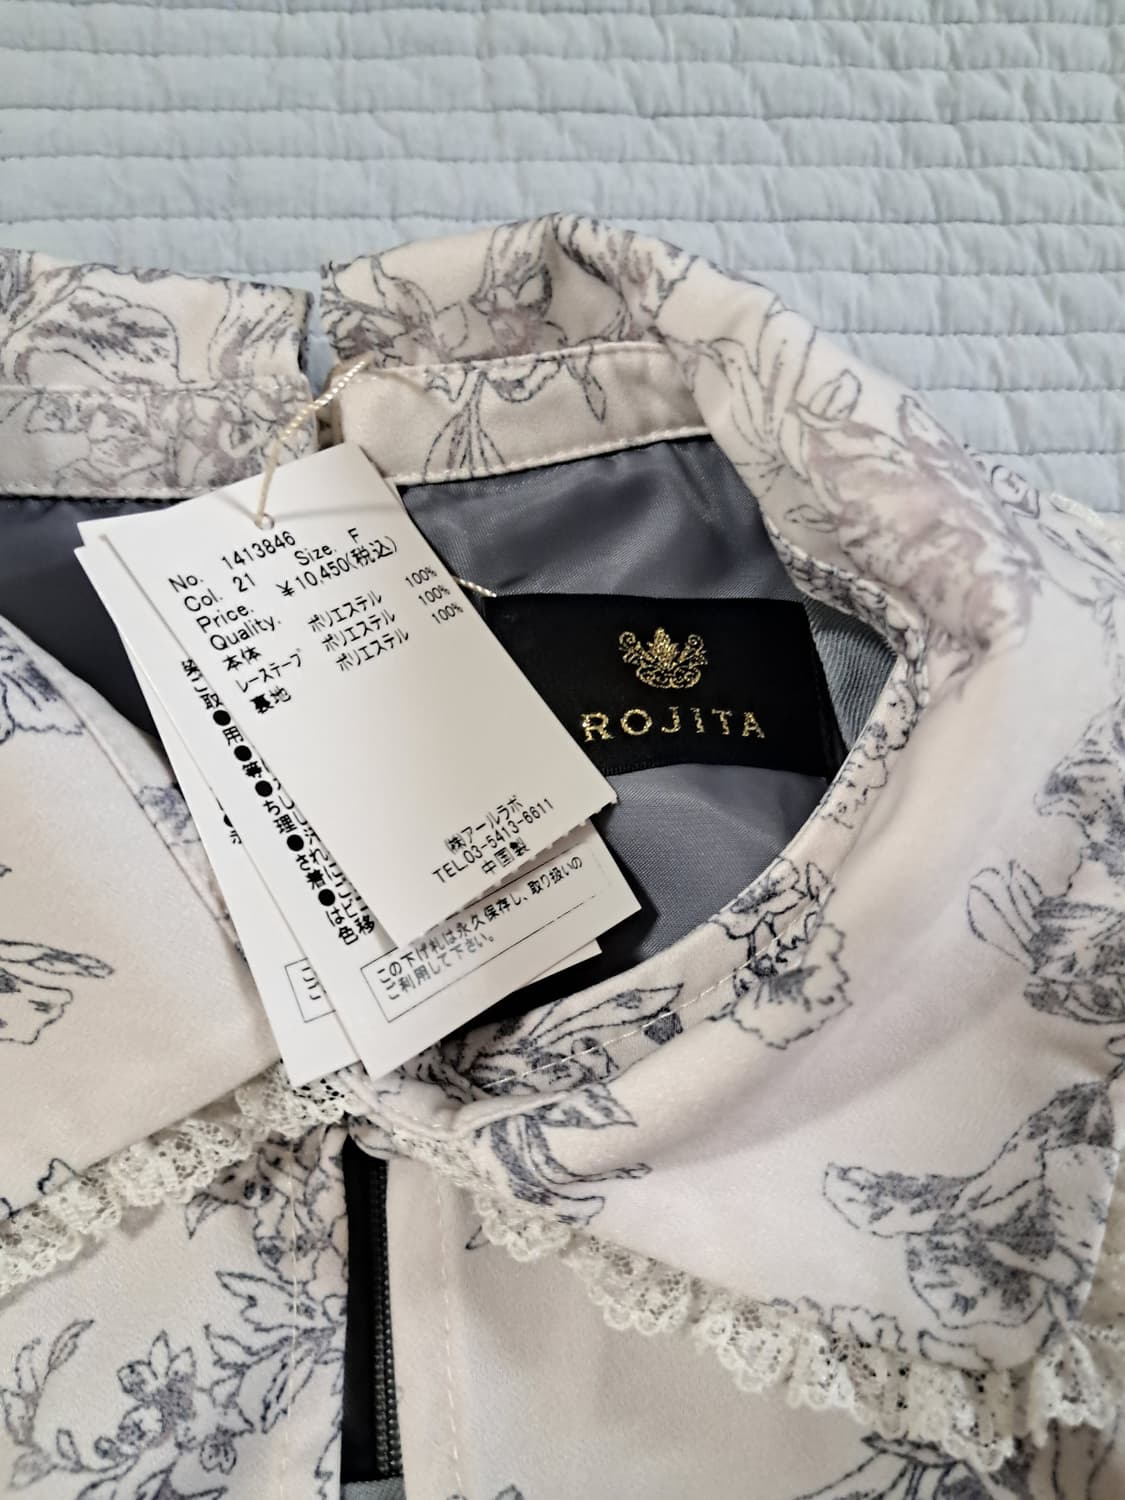 No. 1413846
Col. 21 Size. F
Price. ¥10,450(税込)
Quality.
本体 ポリエステル 100%
レーステープ ポリエステル 100%
裏地 ポリエステル 100%
(株)アールラボ
TEL.03-5413-6611
中国製
この下げ札は永久保存し、取り扱いの
ご利用して下さい。
ROJITA